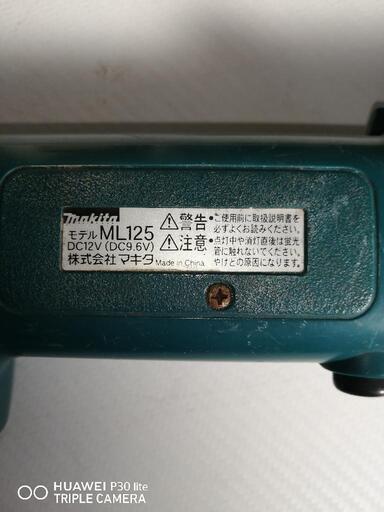 makita
モデル ML125
DC12V (DC9.6V)
株式会社 マキタ Made in China
警告
注意
・ご使用前に取扱説明書を
必ずよくお読みください。
・点灯中や消灯直後は蛍光
管に触れないでください。
やけどの原因になります。
HUAWEI P30 lite
TRIPLE CAMERA